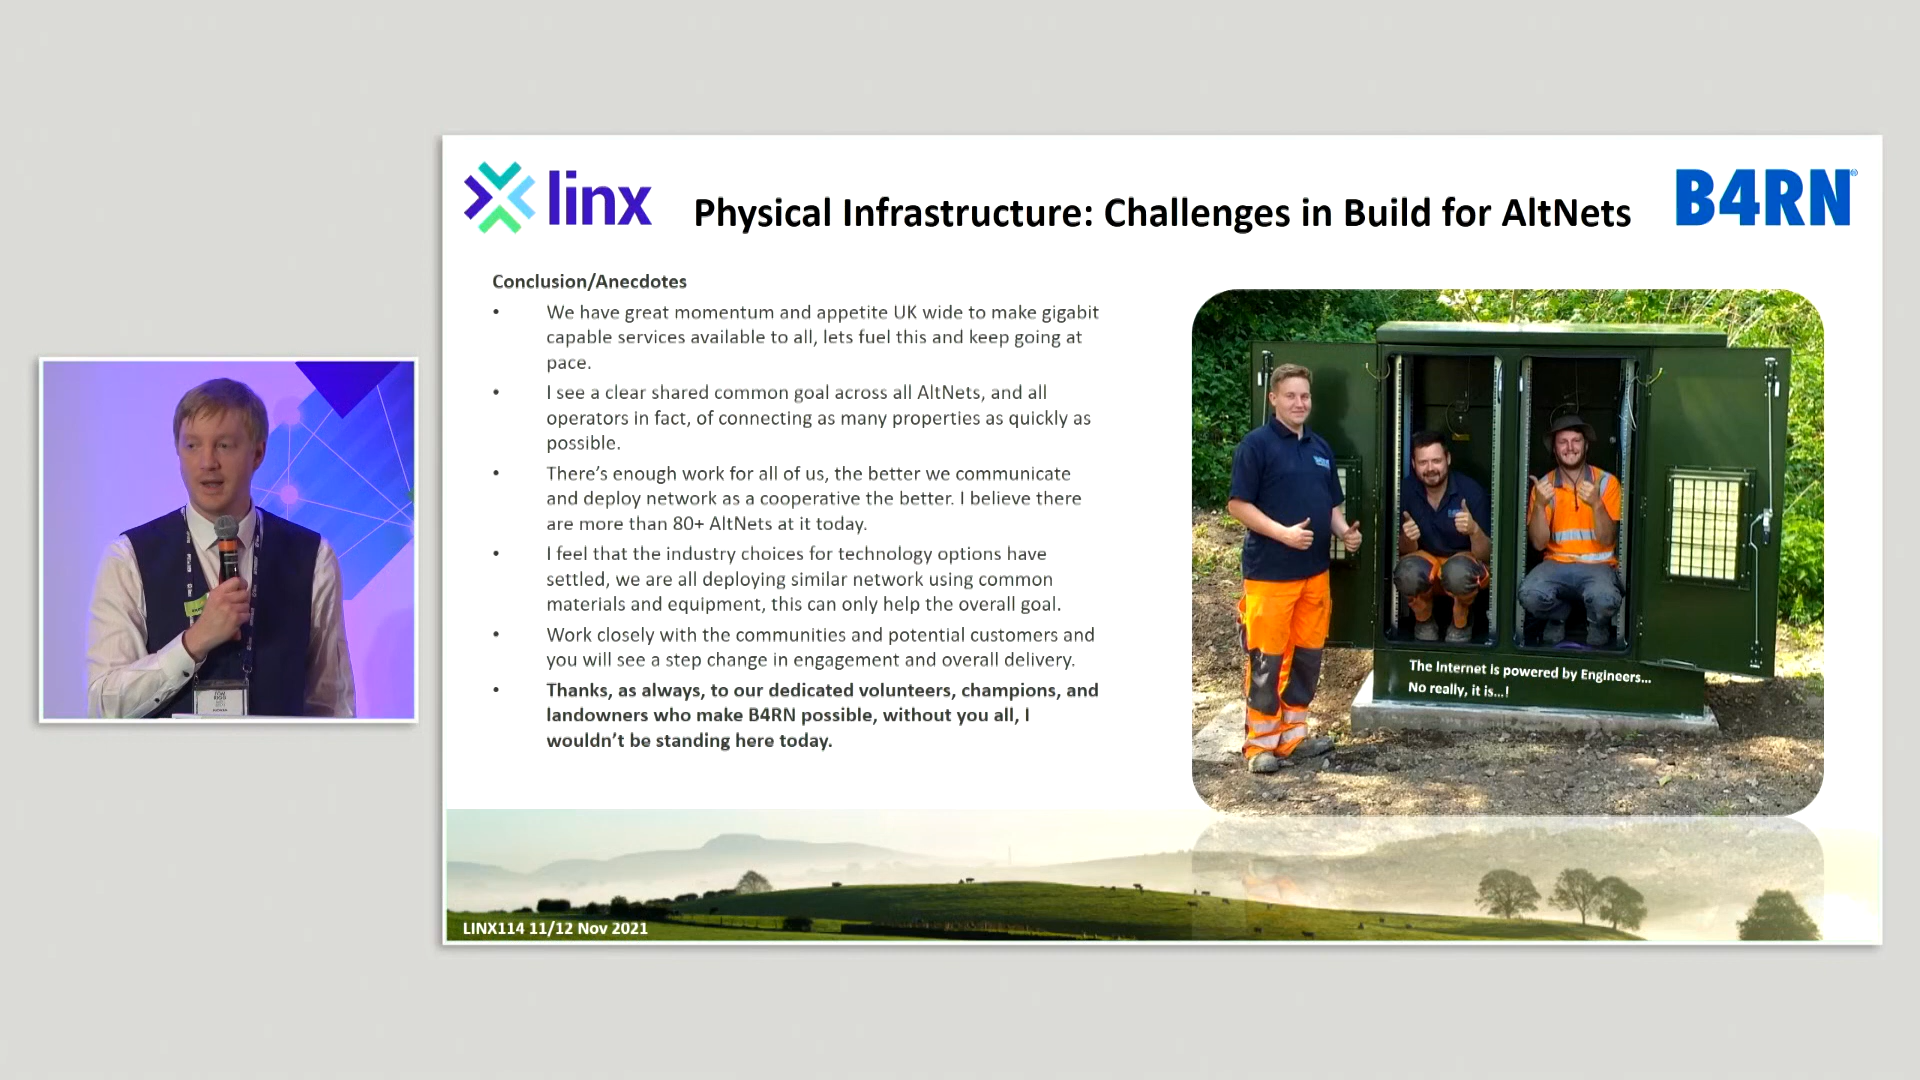 linx
Physical Infrastructure: Challenges in Build for AltNets
B4RN®
Conclusion/Anecdotes
• We have great momentum and appetite UK wide to make gigabit
capable services available to all, lets fuel this and keep going at
pace.
• I see a clear shared common goal across all AltNets, and all
operators in fact, of connecting as many properties as quickly as
possible.
• There’s enough work for all of us, the better we communicate
and deploy network as a cooperative the better. I believe there
are more than 80+ AltNets at it today.
• I feel that the industry choices for technology options have
settled, we are all deploying similar network using common
materials and equipment, this can only help the overall goal.
• Work closely with the communities and potential customers and
you will see a step change in engagement and overall delivery.
• Thanks, as always, to our dedicated volunteers, champions, and
landowners who make B4RN possible, without you all, I
wouldn’t be standing here today.
The Internet is powered by Engineers...
No really, it is...!
LINX114 11/12 Nov 2021